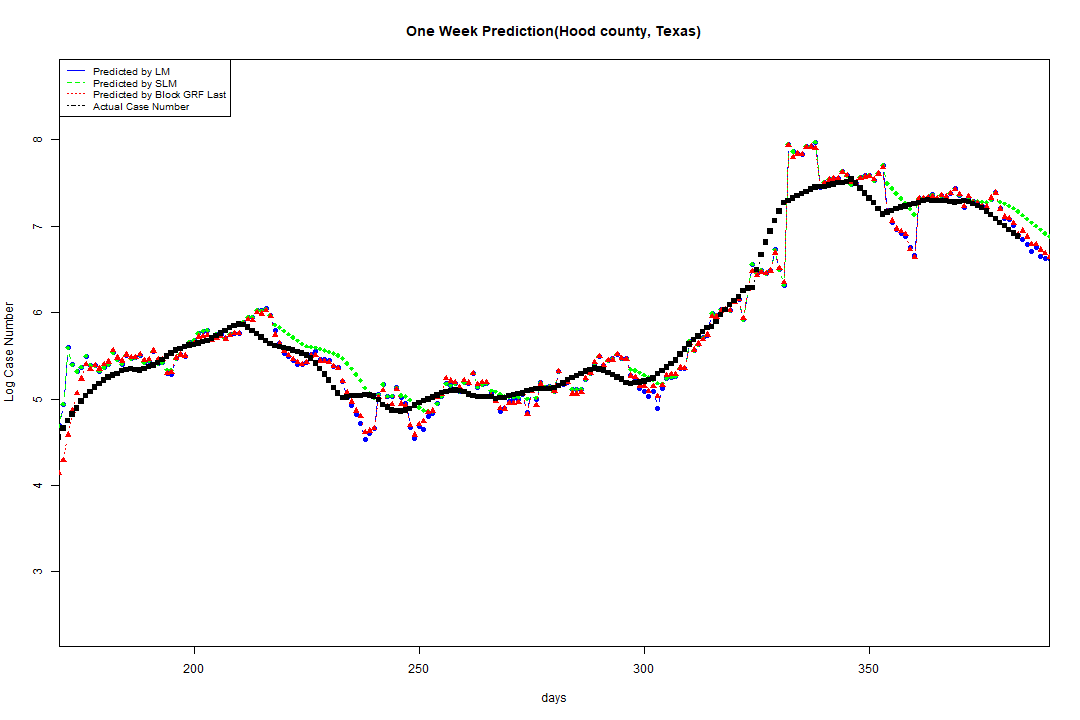 One Week Prediction(Hood county, Texas)
Predicted by LM
Predicted by SLM
Predicted by Block GRF Last
Actual Case Number
8
7
6
5
4
3
Log Case Number
200
250
300
350
days